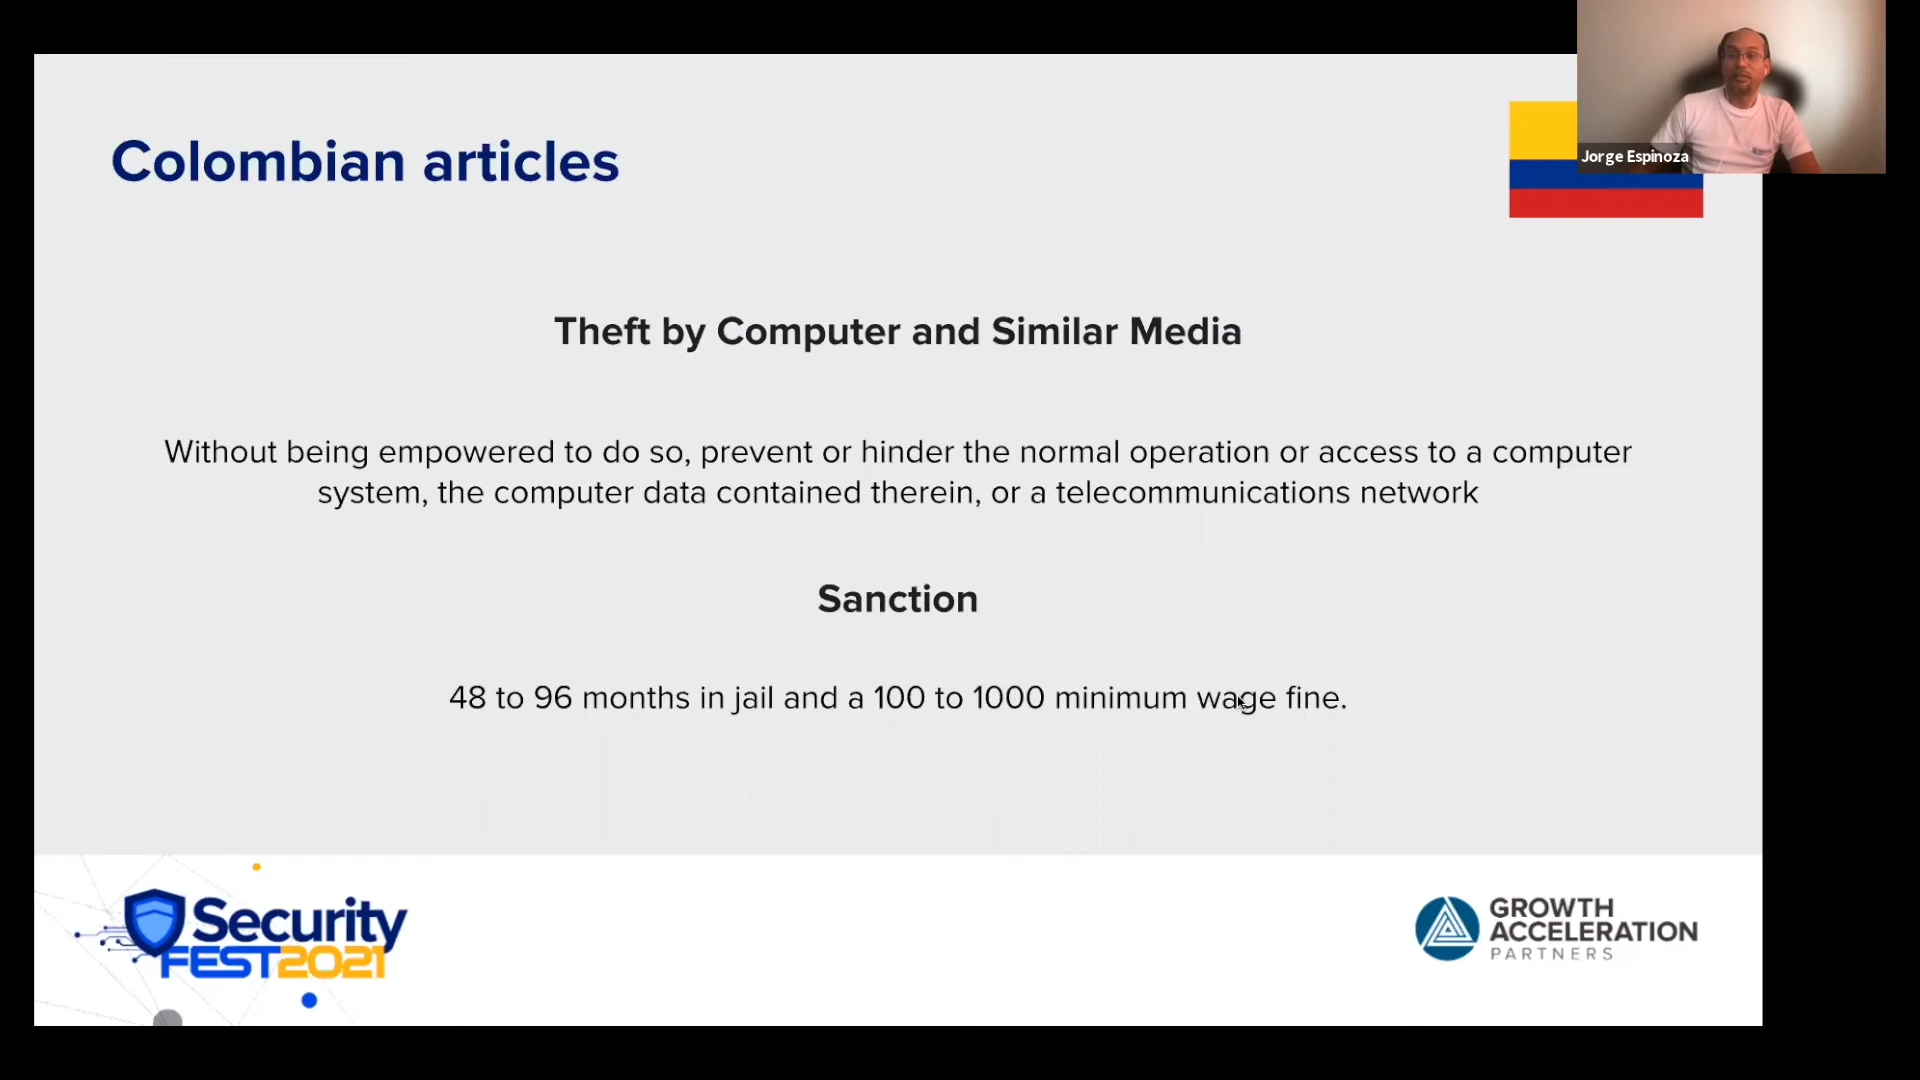 Colombian articles
Jorge Espinoza
Theft by Computer and Similar Media
Without being empowered to do so, prevent or hinder the normal operation or access to a computer
system, the computer data contained therein, or a telecommunications network
Sanction
48 to 96 months in jail and a 100 to 1000 minimum wage fine.
Security
FEST2021
GROWTH
ACCELERATION
PARTNERS